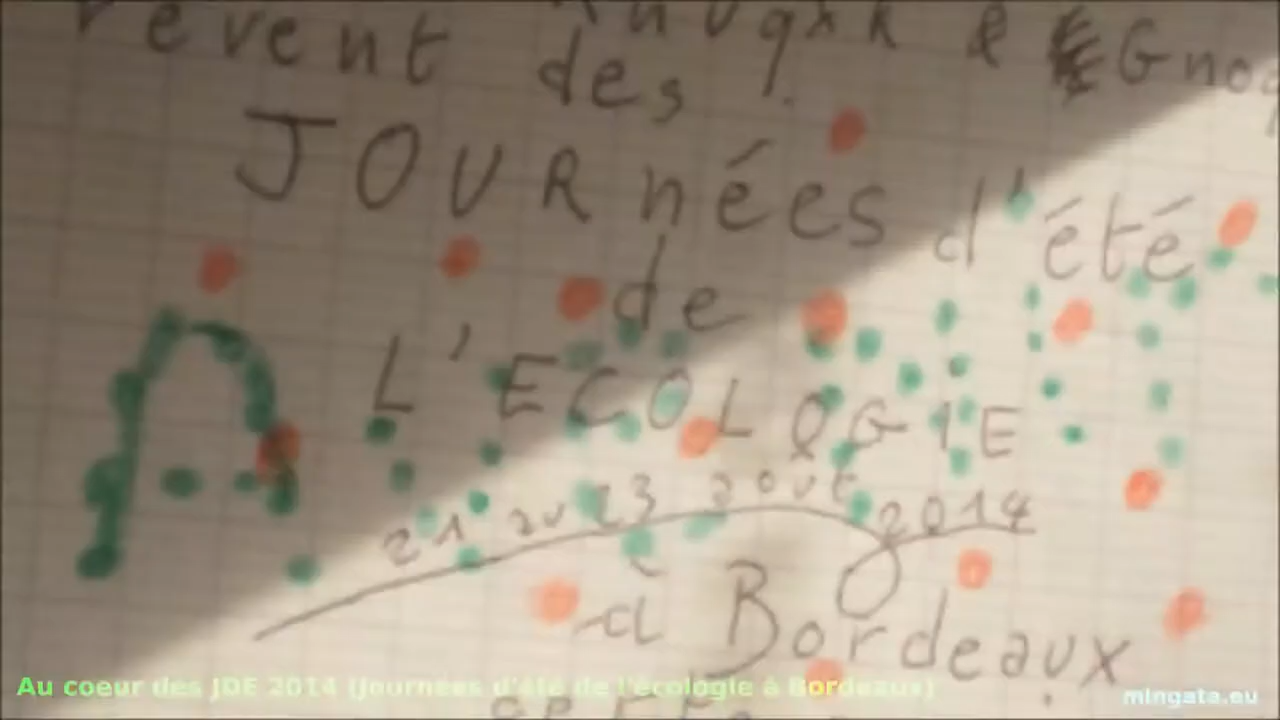 rêvent
des
JOURnées d'été
de
L'ECOLOGIE
21 au 23 août 2014
à Bordeaux
Au coeur des JDE 2014 (Journées d'été de l'écologie à Bordeaux)
mingata.eu